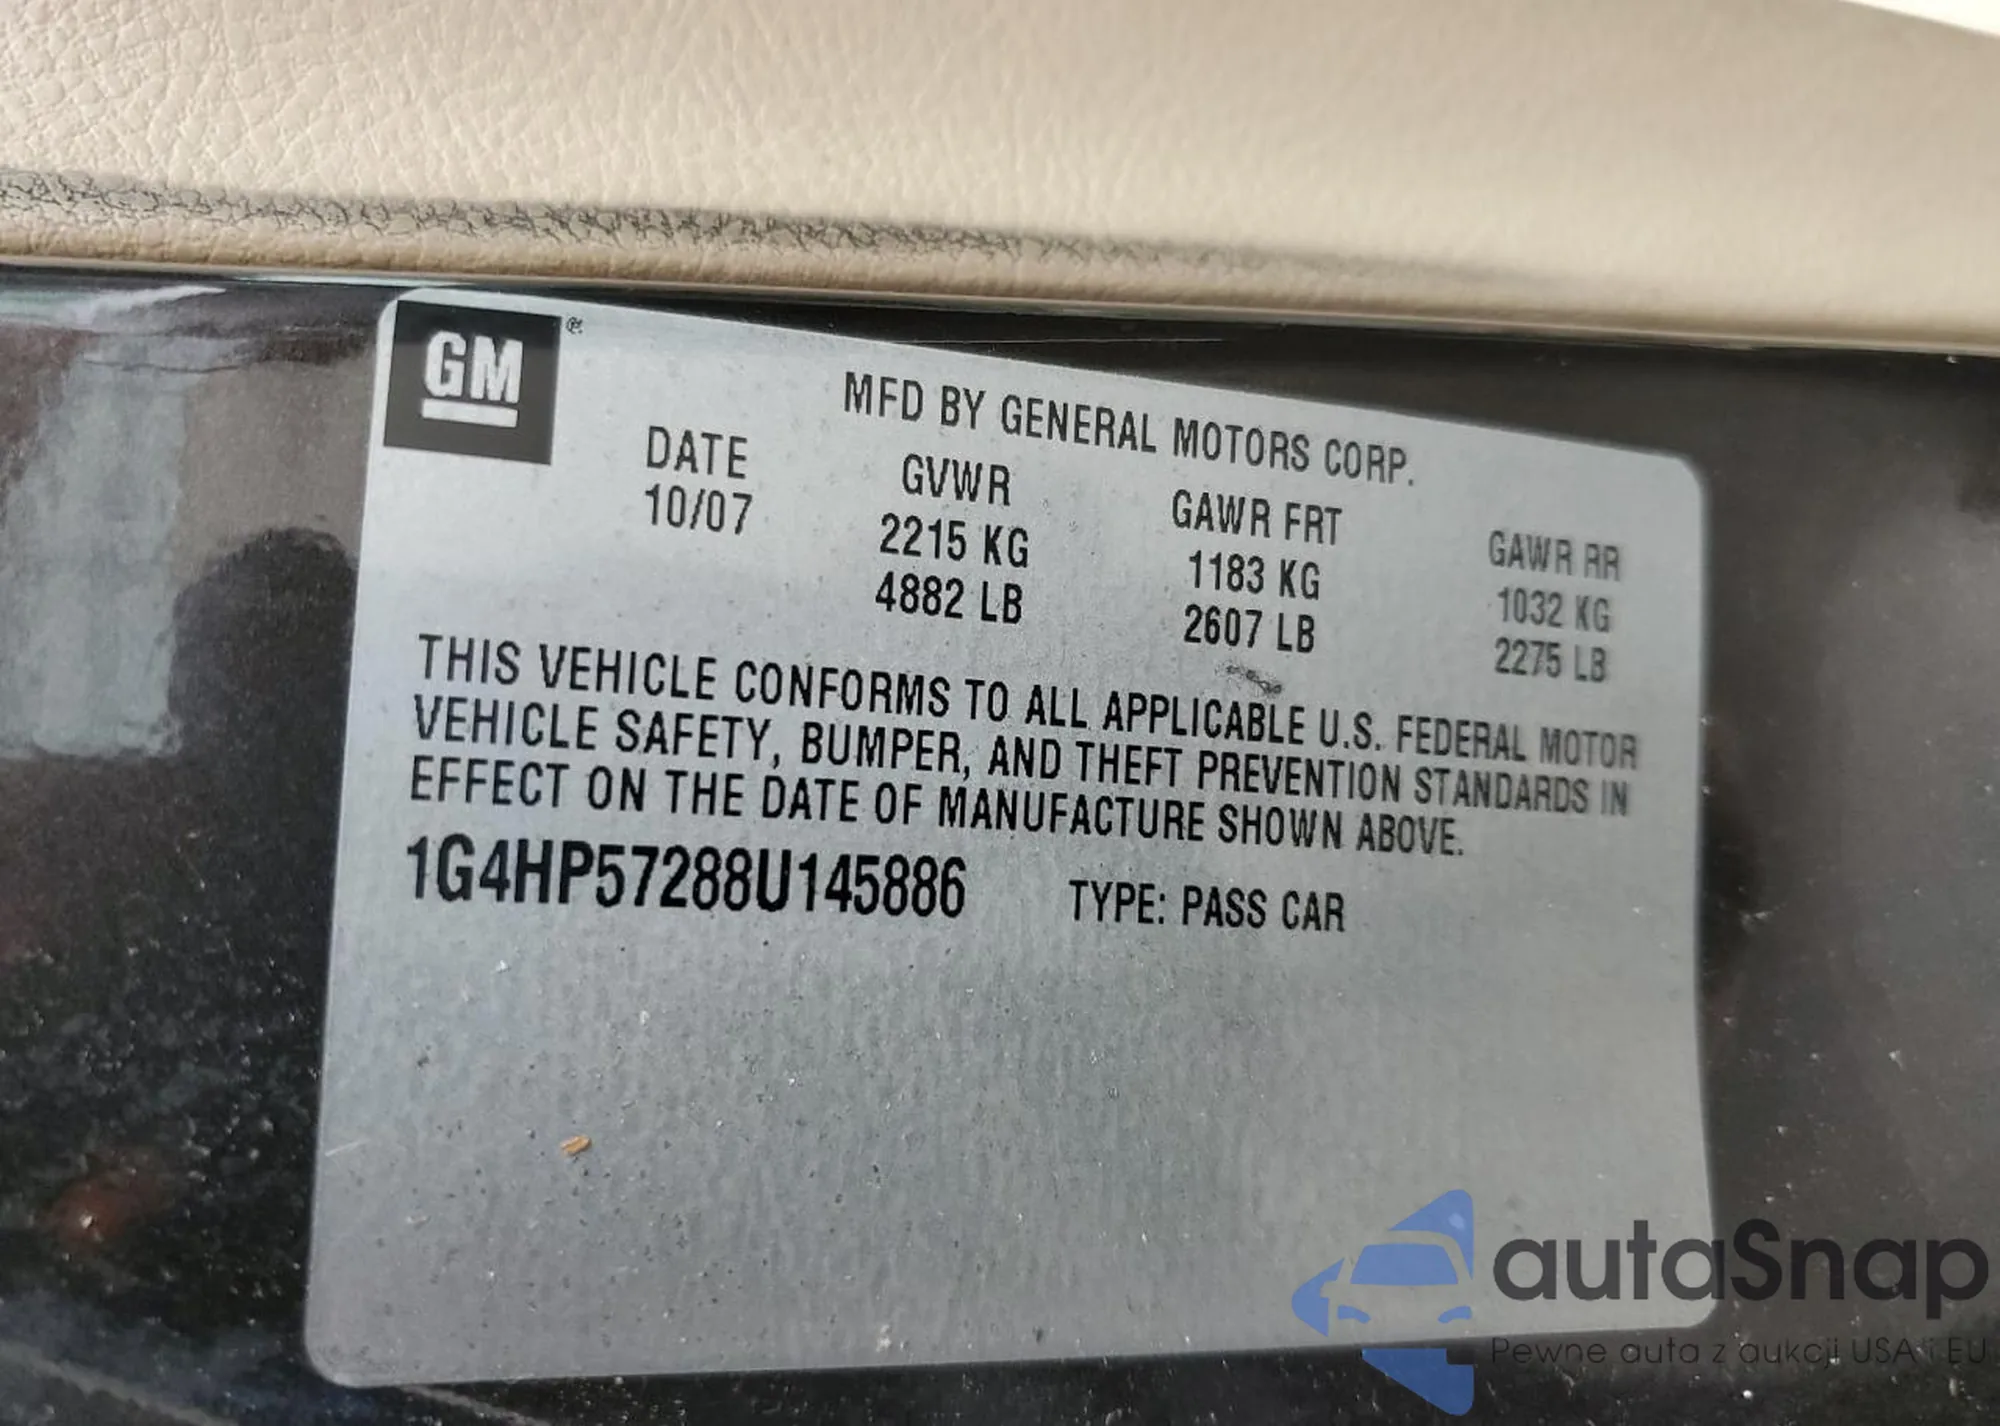 GM
MFD BY GENERAL MOTORS CORP.
DATE GVWR GAWR FRT GAWR RR
10/07 2215 KG 1183 KG 1032 KG
4882 LB 2607 LB 2275 LB
THIS VEHICLE CONFORMS TO ALL APPLICABLE U.S. FEDERAL MOTOR
VEHICLE SAFETY, BUMPER, AND THEFT PREVENTION STANDARDS IN
EFFECT ON THE DATE OF MANUFACTURE SHOWN ABOVE.
1G4HP57288U145886 TYPE: PASS CAR
autaSnap
Pewne auta z aukcji USA i EU